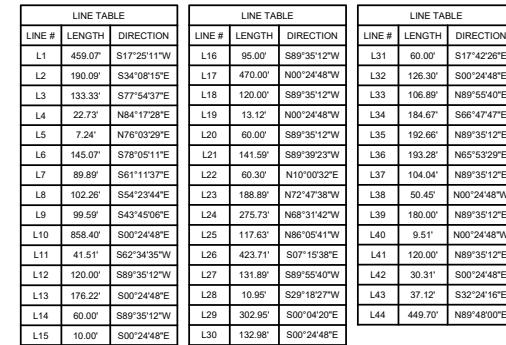 LINE TABLE
LINE # LENGTH DIRECTION
L1 459.07' S17°25'11"W
L2 190.09' S34°08'15"E
L3 133.33' S77°54'37"E
L4 22.73' N84°17'28"E
L5 7.24' N76°03'29"E
L6 145.07' S78°05'11"E
L7 89.89' S61°11'37"E
L8 102.26' S54°23'44"E
L9 99.59' S43°45'06"E
L10 858.40' S00°24'48"E
L11 41.51' S62°34'35"W
L12 120.00' S89°35'12"W
L13 176.22' S00°24'48"E
L14 60.00' S89°35'12"W
L15 10.00' S00°24'48"E
LINE TABLE
LINE # LENGTH DIRECTION
L16 95.00' S89°35'12"W
L17 470.00' N00°24'48"W
L18 120.00' S89°35'12"W
L19 13.12' N00°24'48"W
L20 60.00' S89°35'12"W
L21 141.59' S89°39'23"W
L22 60.30' N10°00'32"E
L23 188.89' N72°47'38"W
L24 275.73' N68°31'42"W
L25 117.63' N86°05'41"W
L26 423.71' S07°15'38"E
L27 131.89' S89°55'40"W
L28 10.95' S29°18'27"W
L29 302.95' S00°04'20"E
L30 132.98' S00°24'48"E
LINE TABLE
LINE # LENGTH DIRECTION
L31 60.00' S17°42'26"E
L32 126.30' S00°24'48"E
L33 106.89' N89°55'40"E
L34 184.67' S66°47'47"E
L35 192.66' N89°35'12"E
L36 193.28' N65°53'29"E
L37 104.04' N89°35'12"E
L38 50.45' N00°24'48"W
L39 180.00' N89°35'12"E
L40 9.51' N00°24'48"W
L41 120.00' N89°35'12"E
L42 30.31' S00°24'48"E
L43 37.12' S32°24'16"E
L44 449.70' N89°48'00"E